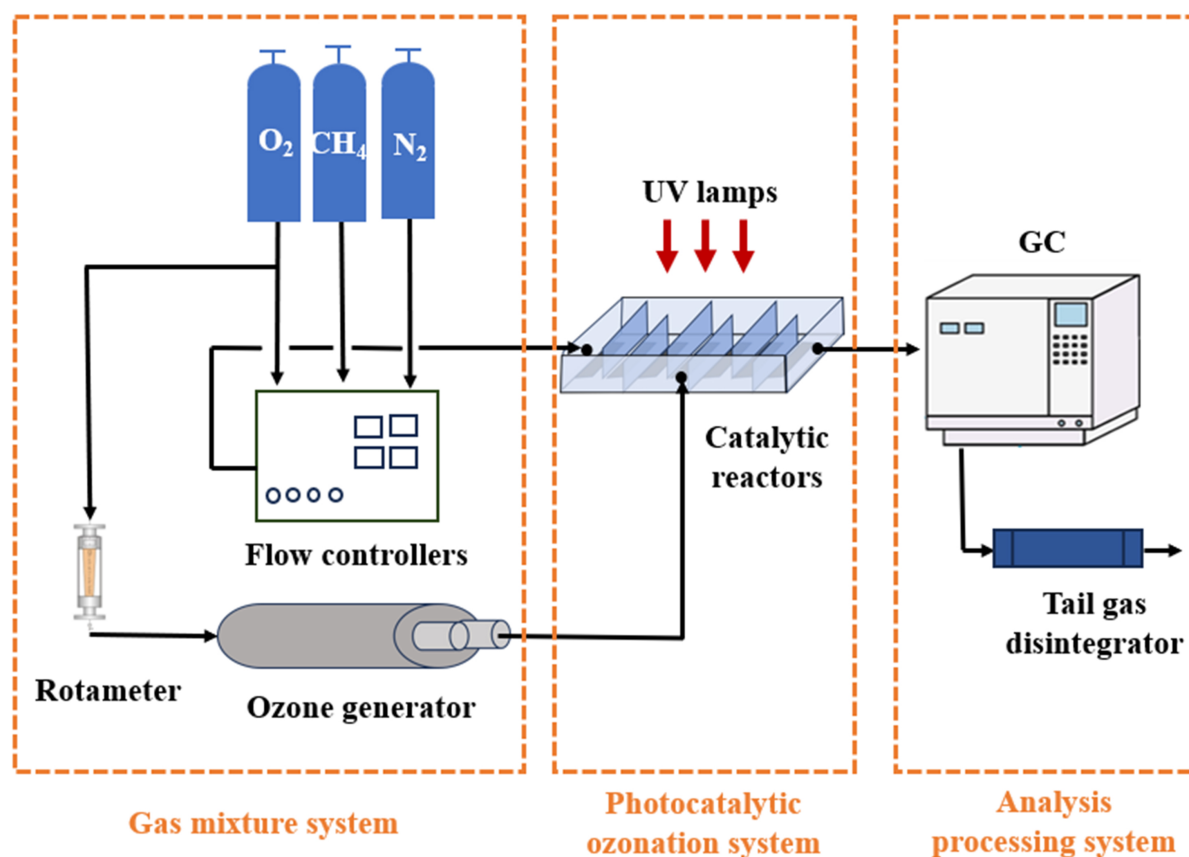 O₂
CH₄
N₂
UV lamps
GC
Catalytic
reactors
Flow controllers
Tail gas
disintegrator
Rotameter
Ozone generator
Gas mixture system
Photocatalytic
ozonation system
Analysis
processing system